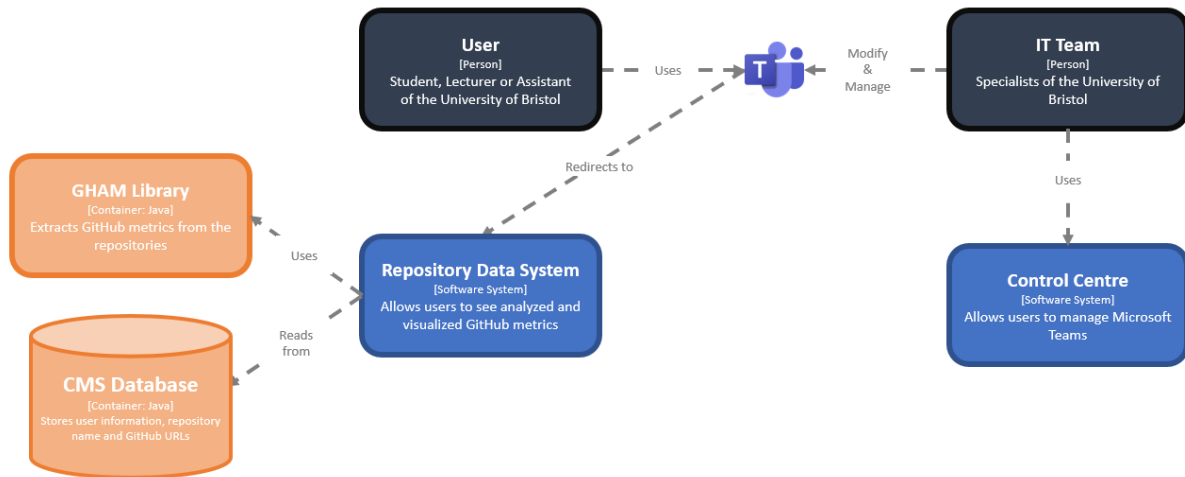 User
[Person]
Student, Lecturer or Assistant
of the University of Bristol
Uses
T
Modify
&
Manage
IT Team
[Person]
Specialists of the University of
Bristol
Redirects to
Uses
GHAM Library
[Container: Java]
Extracts GitHub metrics from the
repositories
Uses
Repository Data System
[Software System]
Allows users to see analyzed and
visualized GitHub metrics
Control Centre
[Software System]
Allows users to manage Microsoft
Teams
Reads
from
CMS Database
[Container: Java]
Stores user information, repository
name and GitHub URLs